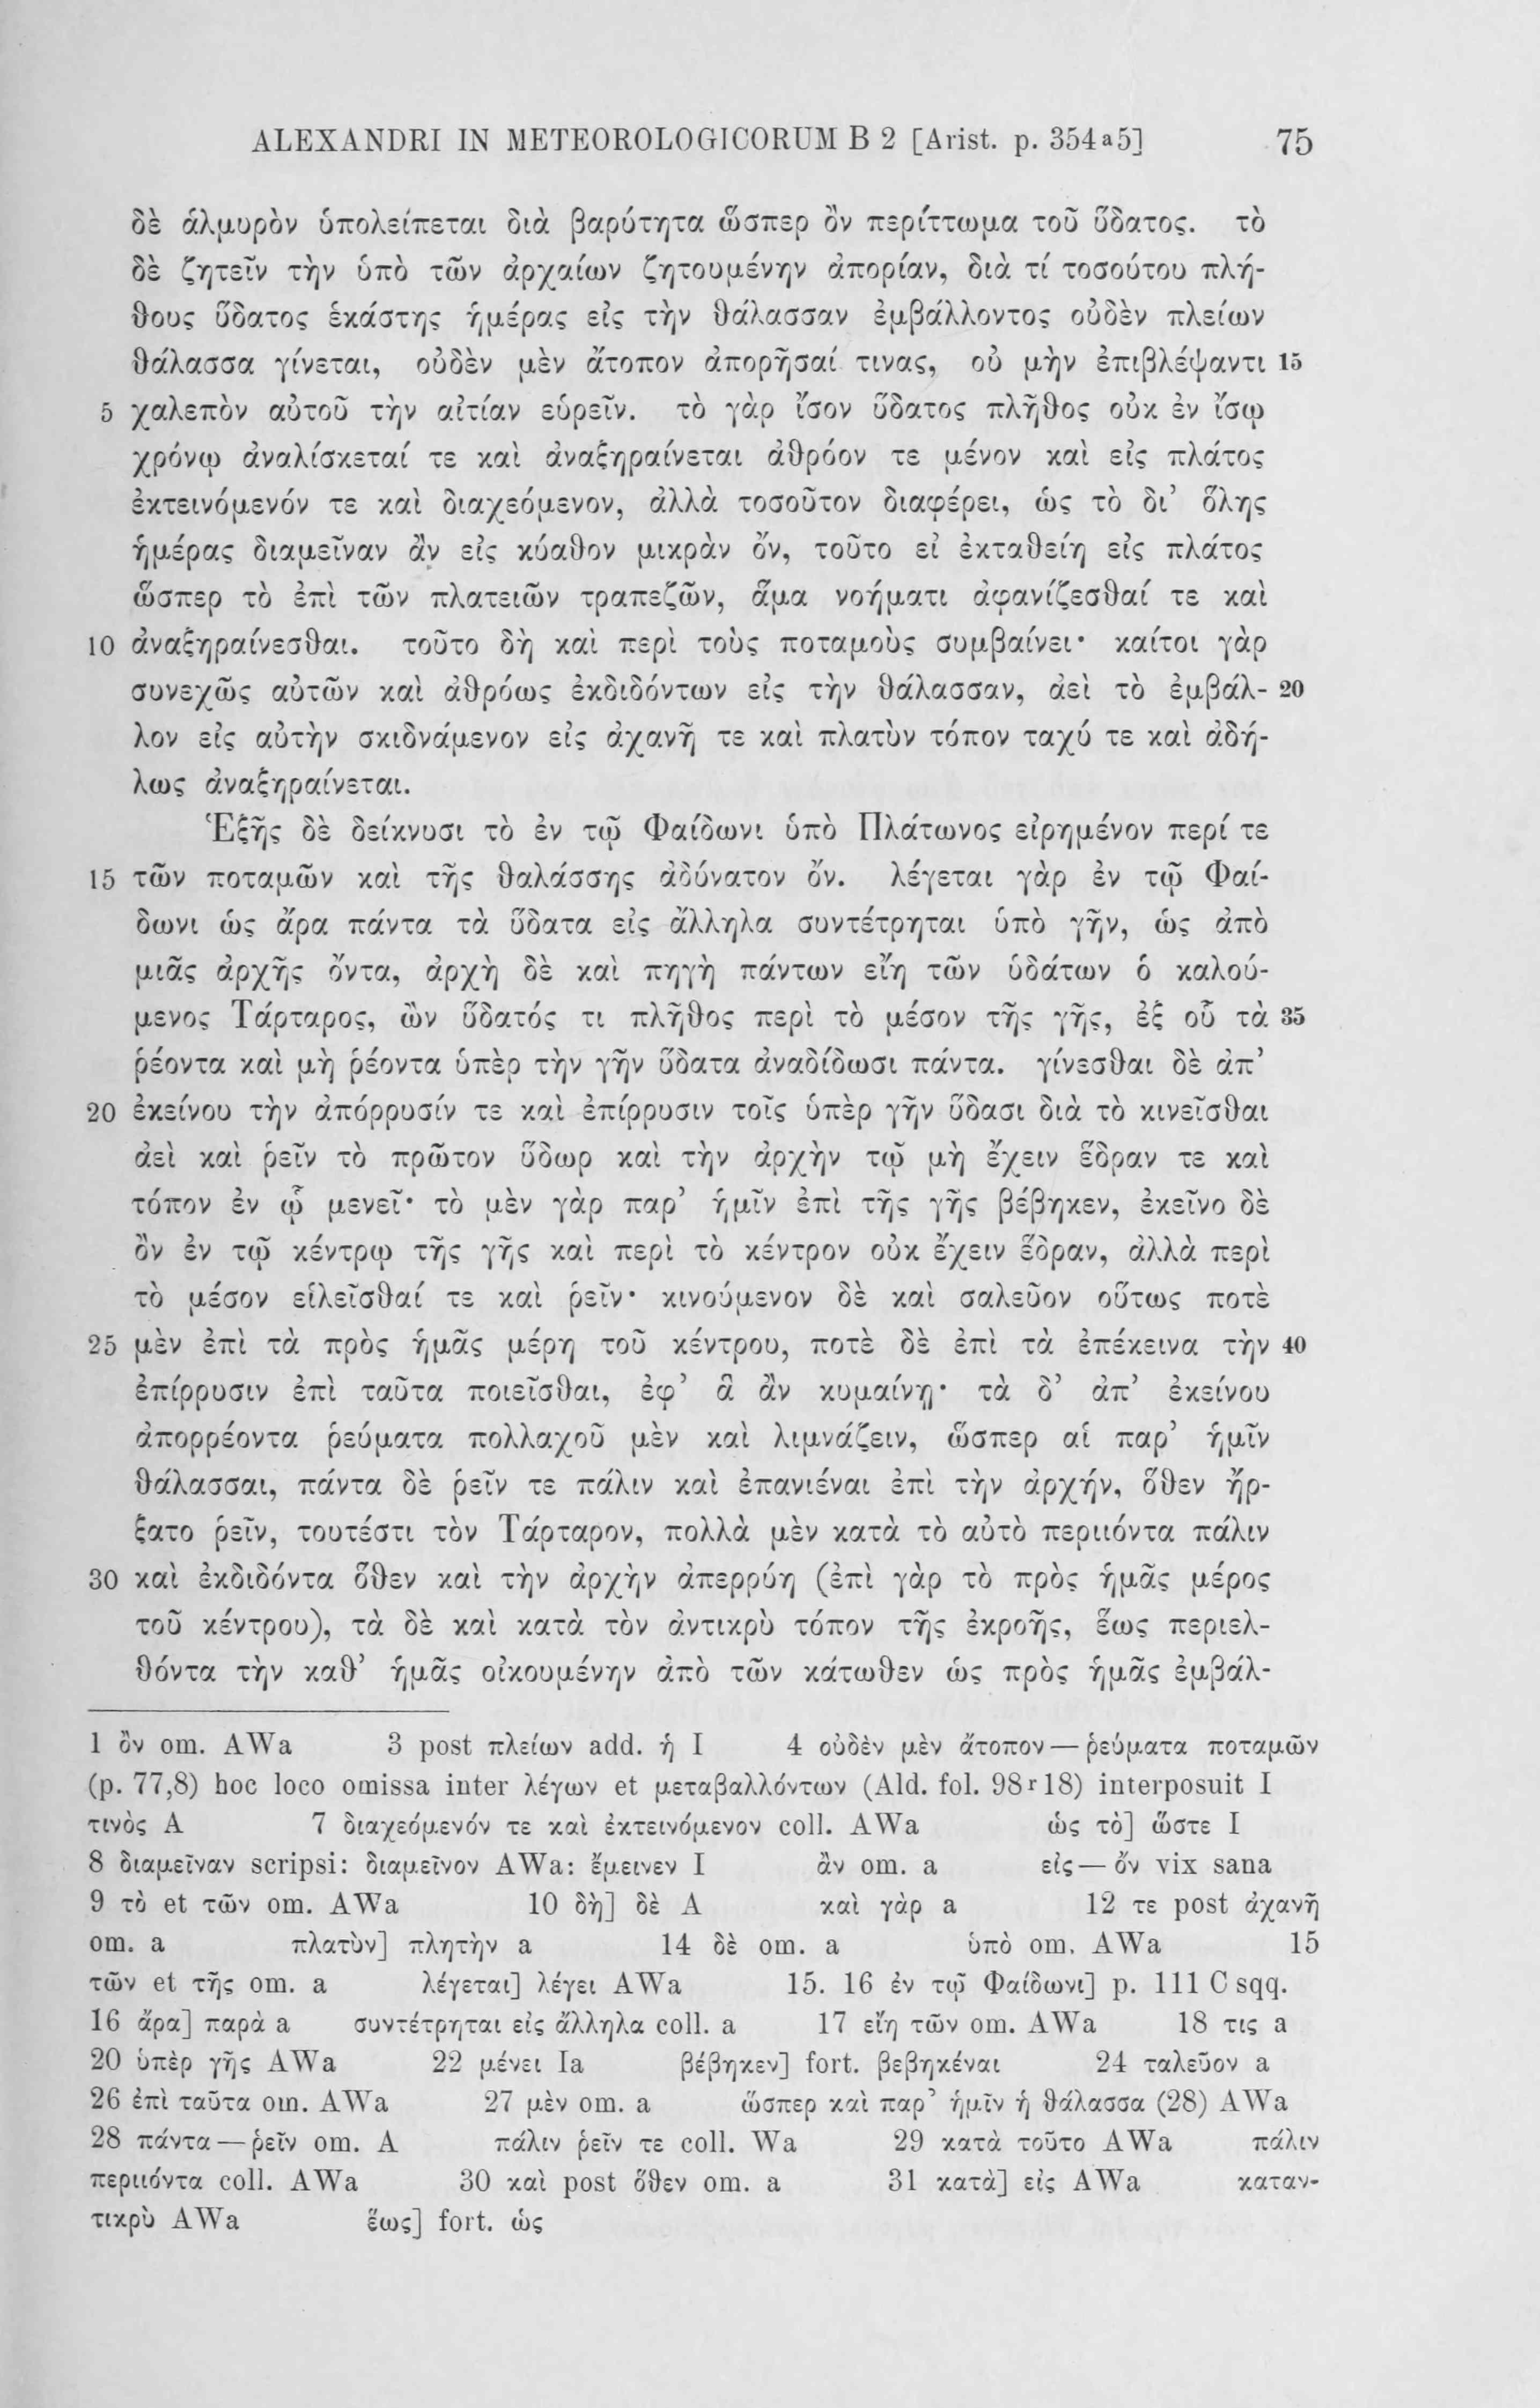 ALEXANDRI IN METEOROLOGICORUM B 2 [Arist. p. 354a5] 75
δὲ ἁλμυρὸν ὑπολείπεται διὰ βαρύτητα ὥσπερ ὂν περίττωμα τοῦ ὕδατος. τὸ
δὲ ζητεῖν τὴν ὑπὸ τῶν ἀρχαίων ζητουμένην ἀπορίαν, διὰ τί τοσούτου πλή-
θους ὕδατος ἑκάστης ἡμέρας εἰς τὴν θάλασσαν ἐμβάλλοντος οὐδὲν πλείων
θάλασσα γίνεται, οὐδὲν μὲν ἄτοπον ἀπορῆσαί τινας, οὐ μὴν ἐπιβλέψαντι 15
5 χαλεπὸν αὐτοῦ τὴν αἰτίαν εὑρεῖν. τὸ γὰρ ἴσον ὕδατος πλῆθος οὐκ ἐν ἴσῳ
χρόνῳ ἀναλίσκεταί τε καὶ ἀναξηραίνεται ἀθρόον τε μένον καὶ εἰς πλάτος
ἐκτεινόμενόν τε καὶ διαχεόμενον, ἀλλὰ τοσοῦτον διαφέρει, ὡς τὸ δι’ ὅλης
ἡμέρας διαμεῖναν ἂν εἰς κύαθον μικρὰν ὄν, τοῦτο εἰ ἐκταθείη εἰς πλάτος
ὥσπερ τὸ ἐπὶ τῶν πλατειῶν τραπεζῶν, ἅμα νοήματι ἀφανίζεσθαί τε καὶ
10 ἀναξηραίνεσθαι. τοῦτο δὴ καὶ περὶ τοὺς ποταμοὺς συμβαίνει· καίτοι γὰρ
συνεχῶς αὐτῶν καὶ ἀθρόως ἐκδιδόντων εἰς τὴν θάλασσαν, ἀεὶ τὸ ἐμβάλ- 20
λον εἰς αὐτὴν σκιδνάμενον εἰς ἀχανῆ τε καὶ πλατὺν τόπον ταχύ τε καὶ ἀδή-
λως ἀναξηραίνεται.
Ἑξῆς δὲ δείκνυσι τὸ ἐν τῷ Φαίδωνι ὑπὸ Πλάτωνος εἰρημένον περί τε
15 τῶν ποταμῶν καὶ τῆς θαλάσσης ἀδύνατον ὄν. λέγεται γὰρ ἐν τῷ Φαί-
δωνι ὡς ἄρα πάντα τὰ ὕδατα εἰς ἄλληλα συντέτρηται ὑπὸ γῆν, ὡς ἀπὸ
μιᾶς ἀρχῆς ὄντα, ἀρχὴ δὲ καὶ πηγὴ πάντων εἴη τῶν ὑδάτων ὁ καλού-
μενος Τάρταρος, ὢν ὕδατός τι πλῆθος περὶ τὸ μέσον τῆς γῆς, ἐξ οὗ τὰ 35
ῥέοντα καὶ μὴ ῥέοντα ὑπὲρ τὴν γῆν ὕδατα ἀναδίδωσι πάντα. γίνεσθαι δὲ ἀπ’
20 ἐκείνου τὴν ἀπόρρυσίν τε καὶ ἐπίρρυσιν τοῖς ὑπὲρ γῆν ὕδασι διὰ τὸ κινεῖσθαι
ἀεὶ καὶ ῥεῖν τὸ πρῶτον ὕδωρ καὶ τὴν ἀρχὴν τῷ μὴ ἔχειν ἕδραν τε καὶ
τόπον ἐν ᾧ μενεῖ· τὸ μὲν γὰρ παρ’ ἡμῖν ἐπὶ τῆς γῆς βέβηκεν, ἐκεῖνο δὲ
ὂν ἐν τῷ κέντρῳ τῆς γῆς καὶ περὶ τὸ κέντρον οὐκ ἔχειν ἕδραν, ἀλλὰ περὶ
τὸ μέσον εἱλεῖσθαί τε καὶ ῥεῖν· κινούμενον δὲ καὶ σαλεῦον οὕτως ποτὲ
25 μὲν ἐπὶ τὰ πρὸς ἡμᾶς μέρη τοῦ κέντρου, ποτὲ δὲ ἐπὶ τὰ ἐπέκεινα τὴν 40
ἐπίρρυσιν ἐπὶ ταῦτα ποιεῖσθαι, ἐφ’ ἃ ἂν κυμαίνῃ· τὰ δ’ ἀπ’ ἐκείνου
ἀπορρέοντα ῥεύματα πολλαχοῦ μὲν καὶ λιμνάζειν, ὥσπερ αἱ παρ’ ἡμῖν
θάλασσαι, πάντα δὲ ῥεῖν τε πάλιν καὶ ἐπανιέναι ἐπὶ τὴν ἀρχήν, ὅθεν ἤρ-
ξατο ῥεῖν, τουτέστι τὸν Τάρταρον, πολλὰ μὲν κατὰ τὸ αὐτὸ περιιόντα πάλιν
30 καὶ ἐκδιδόντα ὅθεν καὶ τὴν ἀρχὴν ἀπερρύη (ἐπὶ γὰρ τὸ πρὸς ἡμᾶς μέρος
τοῦ κέντρου), τὰ δὲ καὶ κατὰ τὸν ἀντικρὺ τόπον τῆς ἐκροῆς, ἕως περιελ-
θόντα τὴν καθ’ ἡμᾶς οἰκουμένην ἀπὸ τῶν κάτωθεν ὡς πρὸς ἡμᾶς ἐμβάλ-
1 ὂν om. AWa 3 post πλείων add. ἡ I 4 οὐδὲν μὲν ἄτοπον — ῥεύματα ποταμῶν
(p. 77,8) hoc loco omissa inter λέγων et μεταβαλλόντων (Ald. fol. 98r18) interposuit I
τινὸς A 7 διαχεόμενόν τε καὶ ἐκτεινόμενον coll. AWa ὡς τὸ] ὥστε I
8 διαμεῖναν scripsi: διαμεῖνον AWa: ἔμεινεν I ἂν om. a εἰς — ὄν vix sana
9 τὸ et τῶν om. AWa 10 δὴ] δὲ A καὶ γὰρ a 12 τε post ἀχανῆ
om. a πλατὺν] πλητὴν a 14 δὲ om. a ὑπὸ om. AWa 15
τῶν et τῆς om. a λέγεται] λέγει AWa 15. 16 ἐν τῷ Φαίδωνι] p. 111 C sqq.
16 ἄρα] παρὰ a συντέτρηται εἰς ἄλληλα coll. a 17 εἴη τῶν om. AWa 18 τις a
20 ὑπὲρ γῆς AWa 22 μένει Ia βέβηκεν] fort. βεβηκέναι 24 ταλεῦον a
26 ἐπὶ ταῦτα om. AWa 27 μὲν om. a ὥσπερ καὶ παρ’ ἡμῖν ἡ θάλασσα (28) AWa
28 πάντα — ῥεῖν om. A πάλιν ῥεῖν τε coll. Wa 29 κατὰ τοῦτο AWa πάλιν
περιιόντα coll. AWa 30 καὶ post ὅθεν om. a 31 κατὰ] εἰς AWa καταν-
τικρὺ AWa ἕως] fort. ὡς